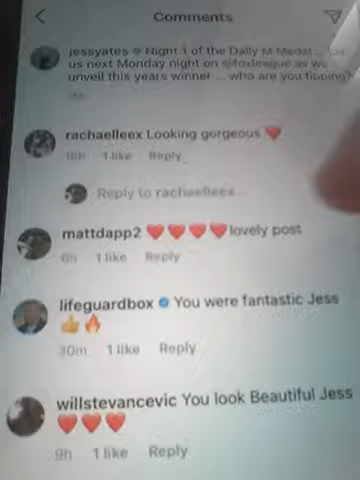 Comments
jessyates Night 1 of the Dally M Medal...
us next Monday night on @foxleague as we
unveil this years winner ... who are you tipping?
rachaelleex Looking gorgeous ❤️
1 like Reply
Reply to rachaelleex...
mattdapp2 ❤️❤️❤️❤️lovely post
6h 1 like Reply
lifeguardbox You were fantastic Jess
👍🔥
30m 1 like Reply
willstevancevic You look Beautiful Jess
❤️❤️❤️
9h 1 like Reply